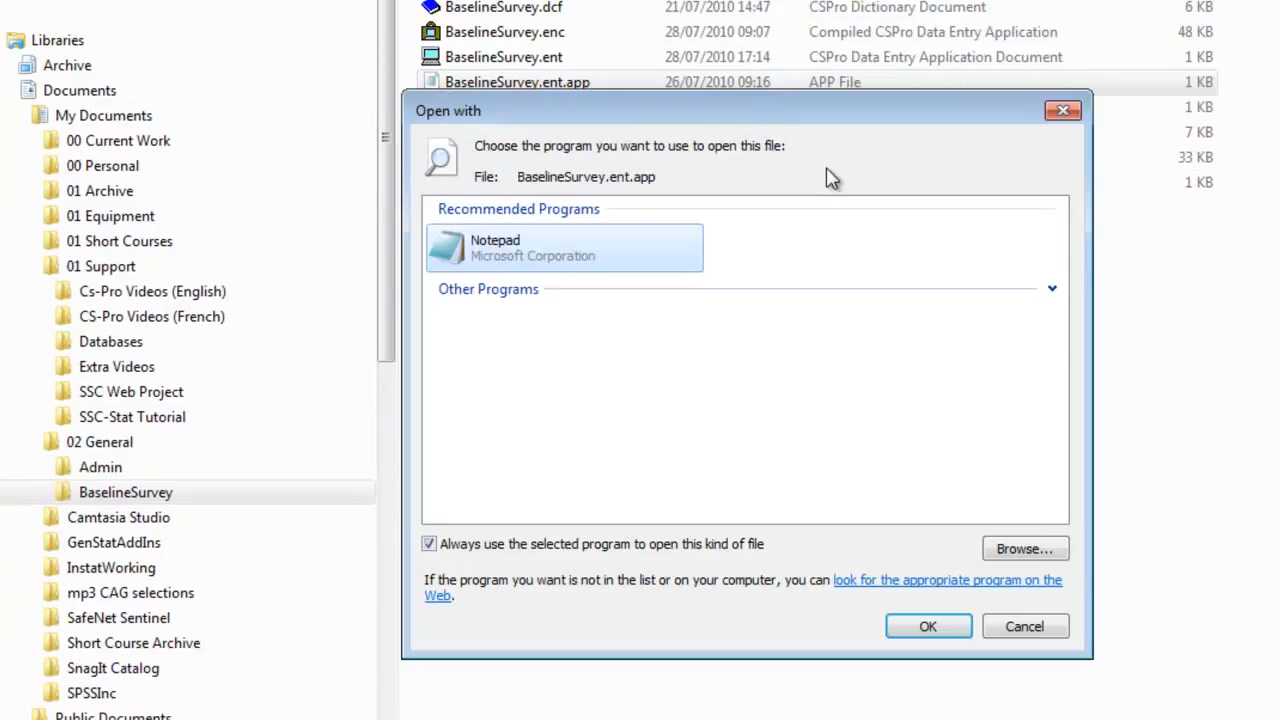 BaselineSurvey.dcf 21/07/2010 14:47 CSPro Dictionary Document 6 KB
BaselineSurvey.enc 28/07/2010 09:07 Compiled CSPro Data Entry Application 48 KB
BaselineSurvey.ent 28/07/2010 17:14 CSPro Data Entry Application Document 1 KB
BaselineSurvey.ent.app 26/07/2010 09:16 APP File 1 KB
1 KB
7 KB
33 KB
1 KB
Libraries
Archive
Documents
My Documents
00 Current Work
00 Personal
01 Archive
01 Equipment
01 Short Courses
01 Support
Cs-Pro Videos (English)
CS-Pro Videos (French)
Databases
Extra Videos
SSC Web Project
SSC-Stat Tutorial
02 General
Admin
BaselineSurvey
Camtasia Studio
GenStatAddIns
InstatWorking
mp3 CAG selections
SafeNet Sentinel
Short Course Archive
SnagIt Catalog
SPSSInc
Public Documents
Open with
Choose the program you want to use to open this file:
File: BaselineSurvey.ent.app
Recommended Programs
Notepad
Microsoft Corporation
Other Programs
Always use the selected program to open this kind of file
Browse...
If the program you want is not in the list or on your computer, you can look for the appropriate program on the
Web.
OK Cancel